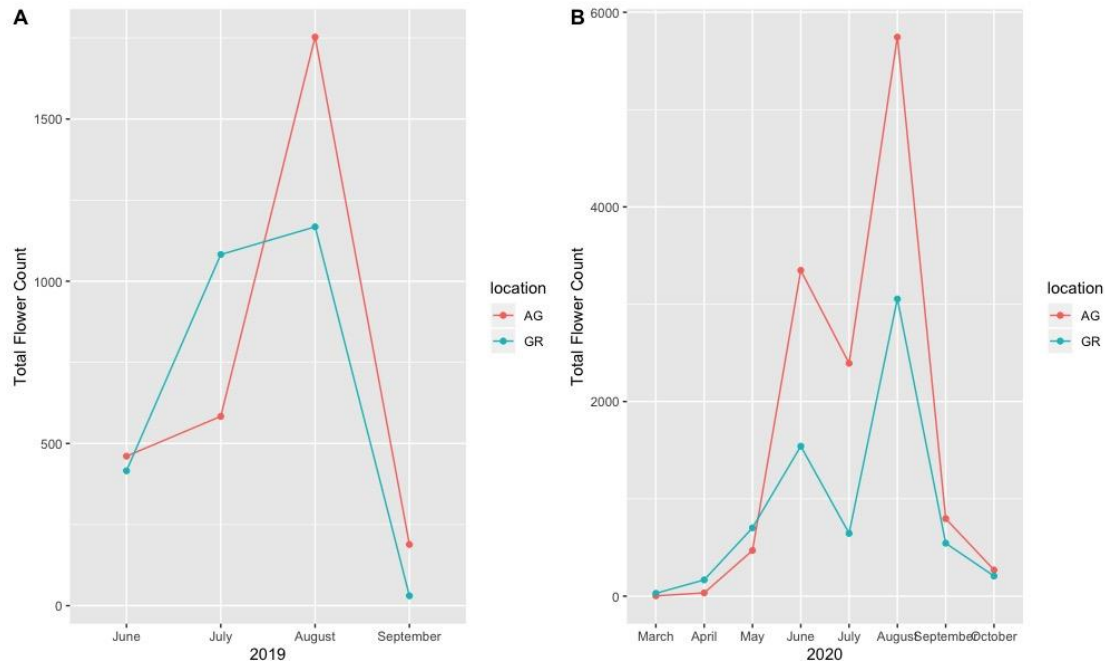 A
Total Flower Count
1500
1000
500
0
June July August September
2019
location
AG
GR
B
Total Flower Count
6000
4000
2000
0
March April May June July August September October
2020
location
AG
GR